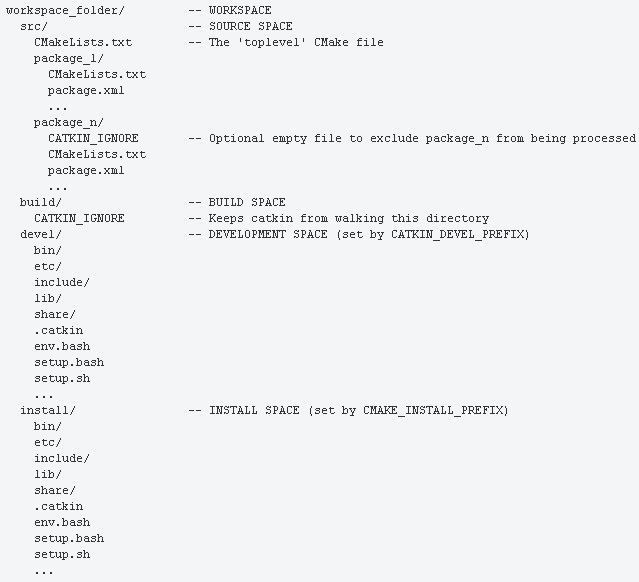 workspace_folder/         -- WORKSPACE
  src/                    -- SOURCE SPACE
    CMakeLists.txt        -- The 'toplevel' CMake file
    package_1/
      CMakeLists.txt
      package.xml
      ...
    package_n/
      CATKIN_IGNORE       -- Optional empty file to exclude package_n from being processed
      CMakeLists.txt
      package.xml
      ...
  build/                  -- BUILD SPACE
    CATKIN_IGNORE         -- Keeps catkin from walking this directory
  devel/                  -- DEVELOPMENT SPACE (set by CATKIN_DEVEL_PREFIX)
    bin/
    etc/
    include/
    lib/
    share/
    .catkin
    env.bash
    setup.bash
    setup.sh
    ...
  install/                -- INSTALL SPACE (set by CMAKE_INSTALL_PREFIX)
    bin/
    etc/
    include/
    lib/
    share/
    .catkin
    env.bash
    setup.bash
    setup.sh
    ...